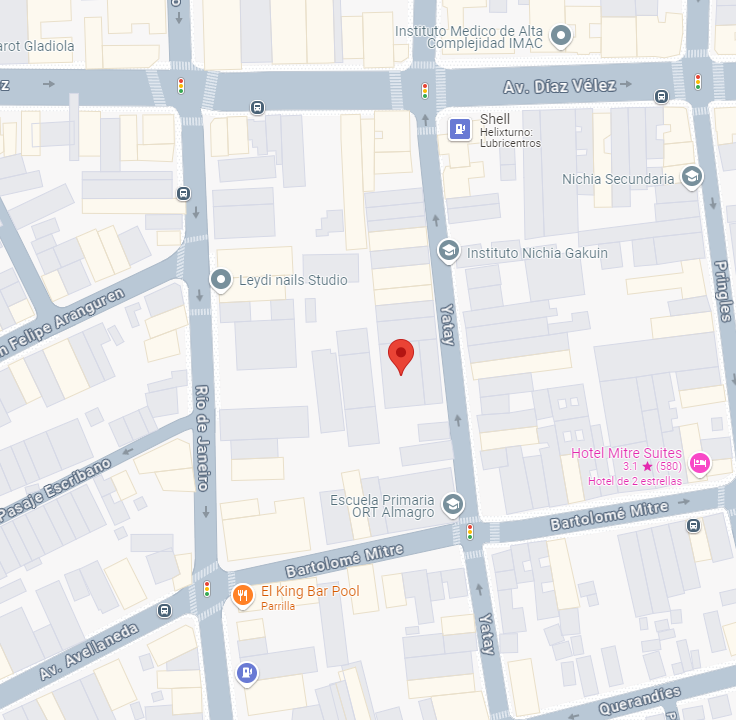 arot Gladiola
Instituto Medico de Alta
Complejidad IMAC
z
Av. Díaz Vélez
Shell
Helixturno:
Lubricentros
Nichia Secundaria
Instituto Nichia Gakuin
Leydi nails Studio
Pringles
n Felipe Aranguren
Yatay
Río de Janeiro
Pasaje Escribano
Hotel Mitre Suites
3.1 ★ (580)
Hotel de 2 estrellas
Escuela Primaria
ORT Almagro
Bartolomé Mitre
Bartolomé Mitre
El King Bar Pool
Parrilla
Av. Avellaneda
Yatay
Querandíes